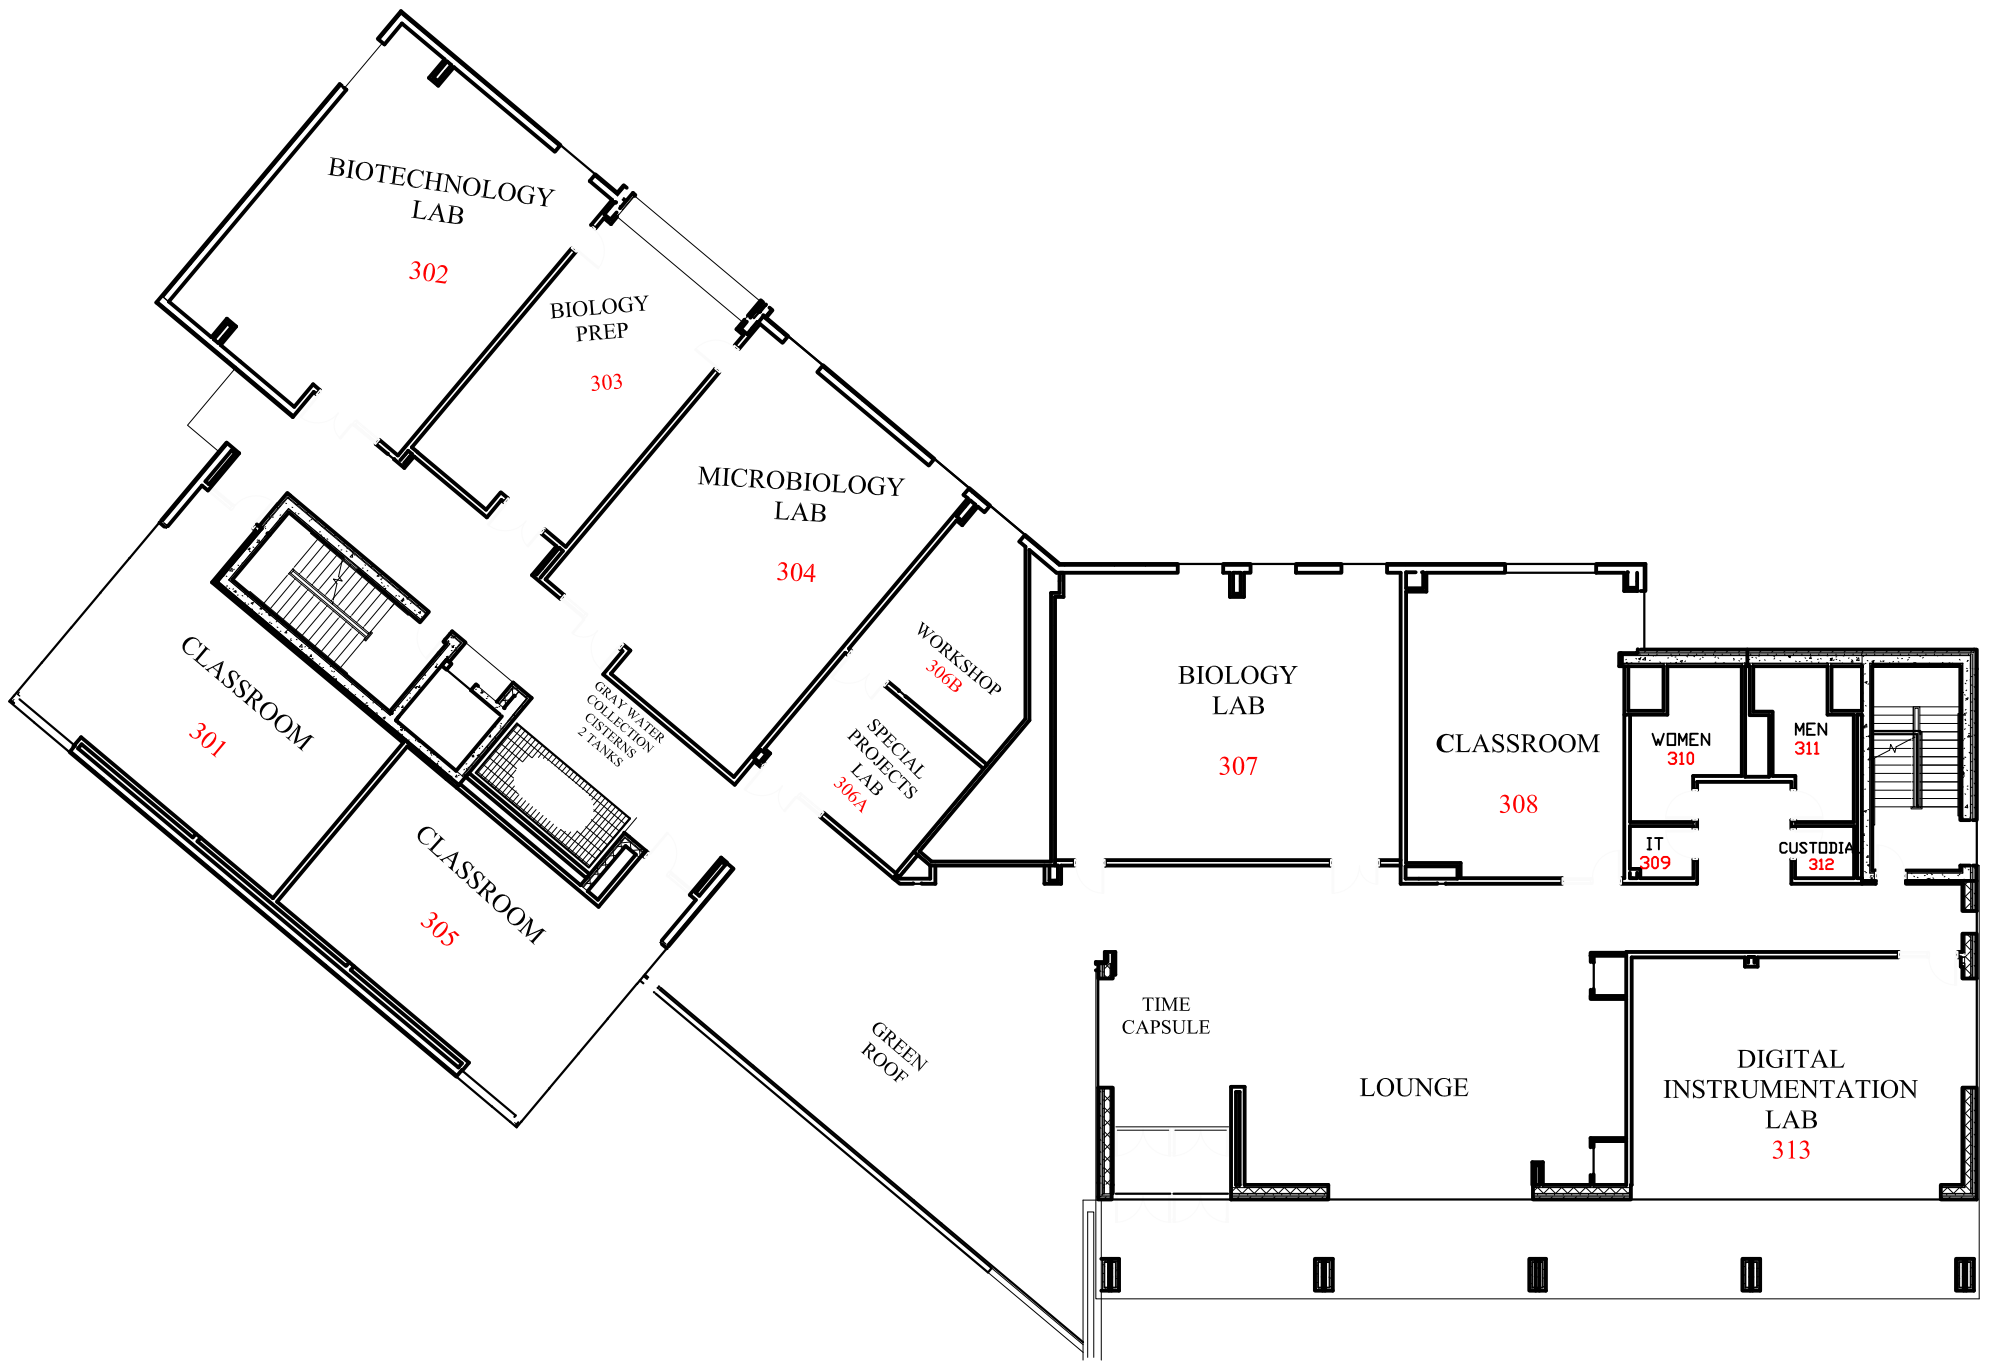 BIOTECHNOLOGY
LAB
302
BIOLOGY
PREP
303
MICROBIOLOGY
LAB
304
CLASSROOM
301
CLASSROOM
305
GRAY WATER
COLLECTION
CISTERNS
2 TANKS
WORKSHOP
306B
SPECIAL
PROJECTS
LAB
306A
BIOLOGY
LAB
307
CLASSROOM
308
WOMEN
310
MEN
311
IT
309
CUSTODIA
312
GREEN
ROOF
TIME
CAPSULE
LOUNGE
DIGITAL
INSTRUMENTATION
LAB
313